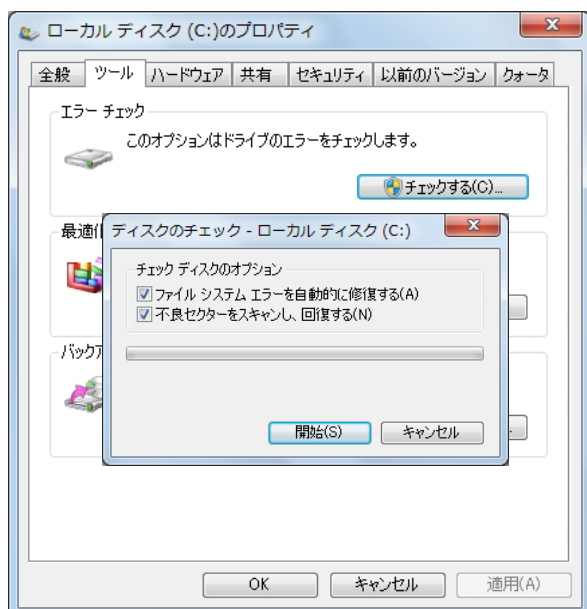 ローカル ディスク (C:)のプロパティ
全般 ツール ハードウェア 共有 セキュリティ 以前のバージョン クォータ
エラー チェック
このオプションはドライブのエラーをチェックします。
チェックする(C)...
最適
ディスクのチェック - ローカル ディスク (C:)
チェック ディスクのオプション
ファイル システム エラーを自動的に修復する(A)
不良セクターをスキャンし、回復する(N)
バックア
開始(S) キャンセル
OK キャンセル 適用(A)